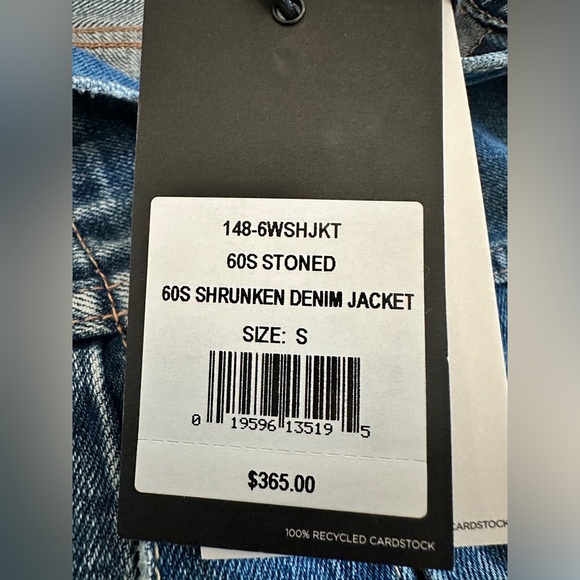 148-6WSHJKT
60S STONED
60S SHRUNKEN DENIM JACKET
SIZE: S
0 19596 13519 5
$365.00
100% RECYCLED CARDSTOCK
CARDSTOCK